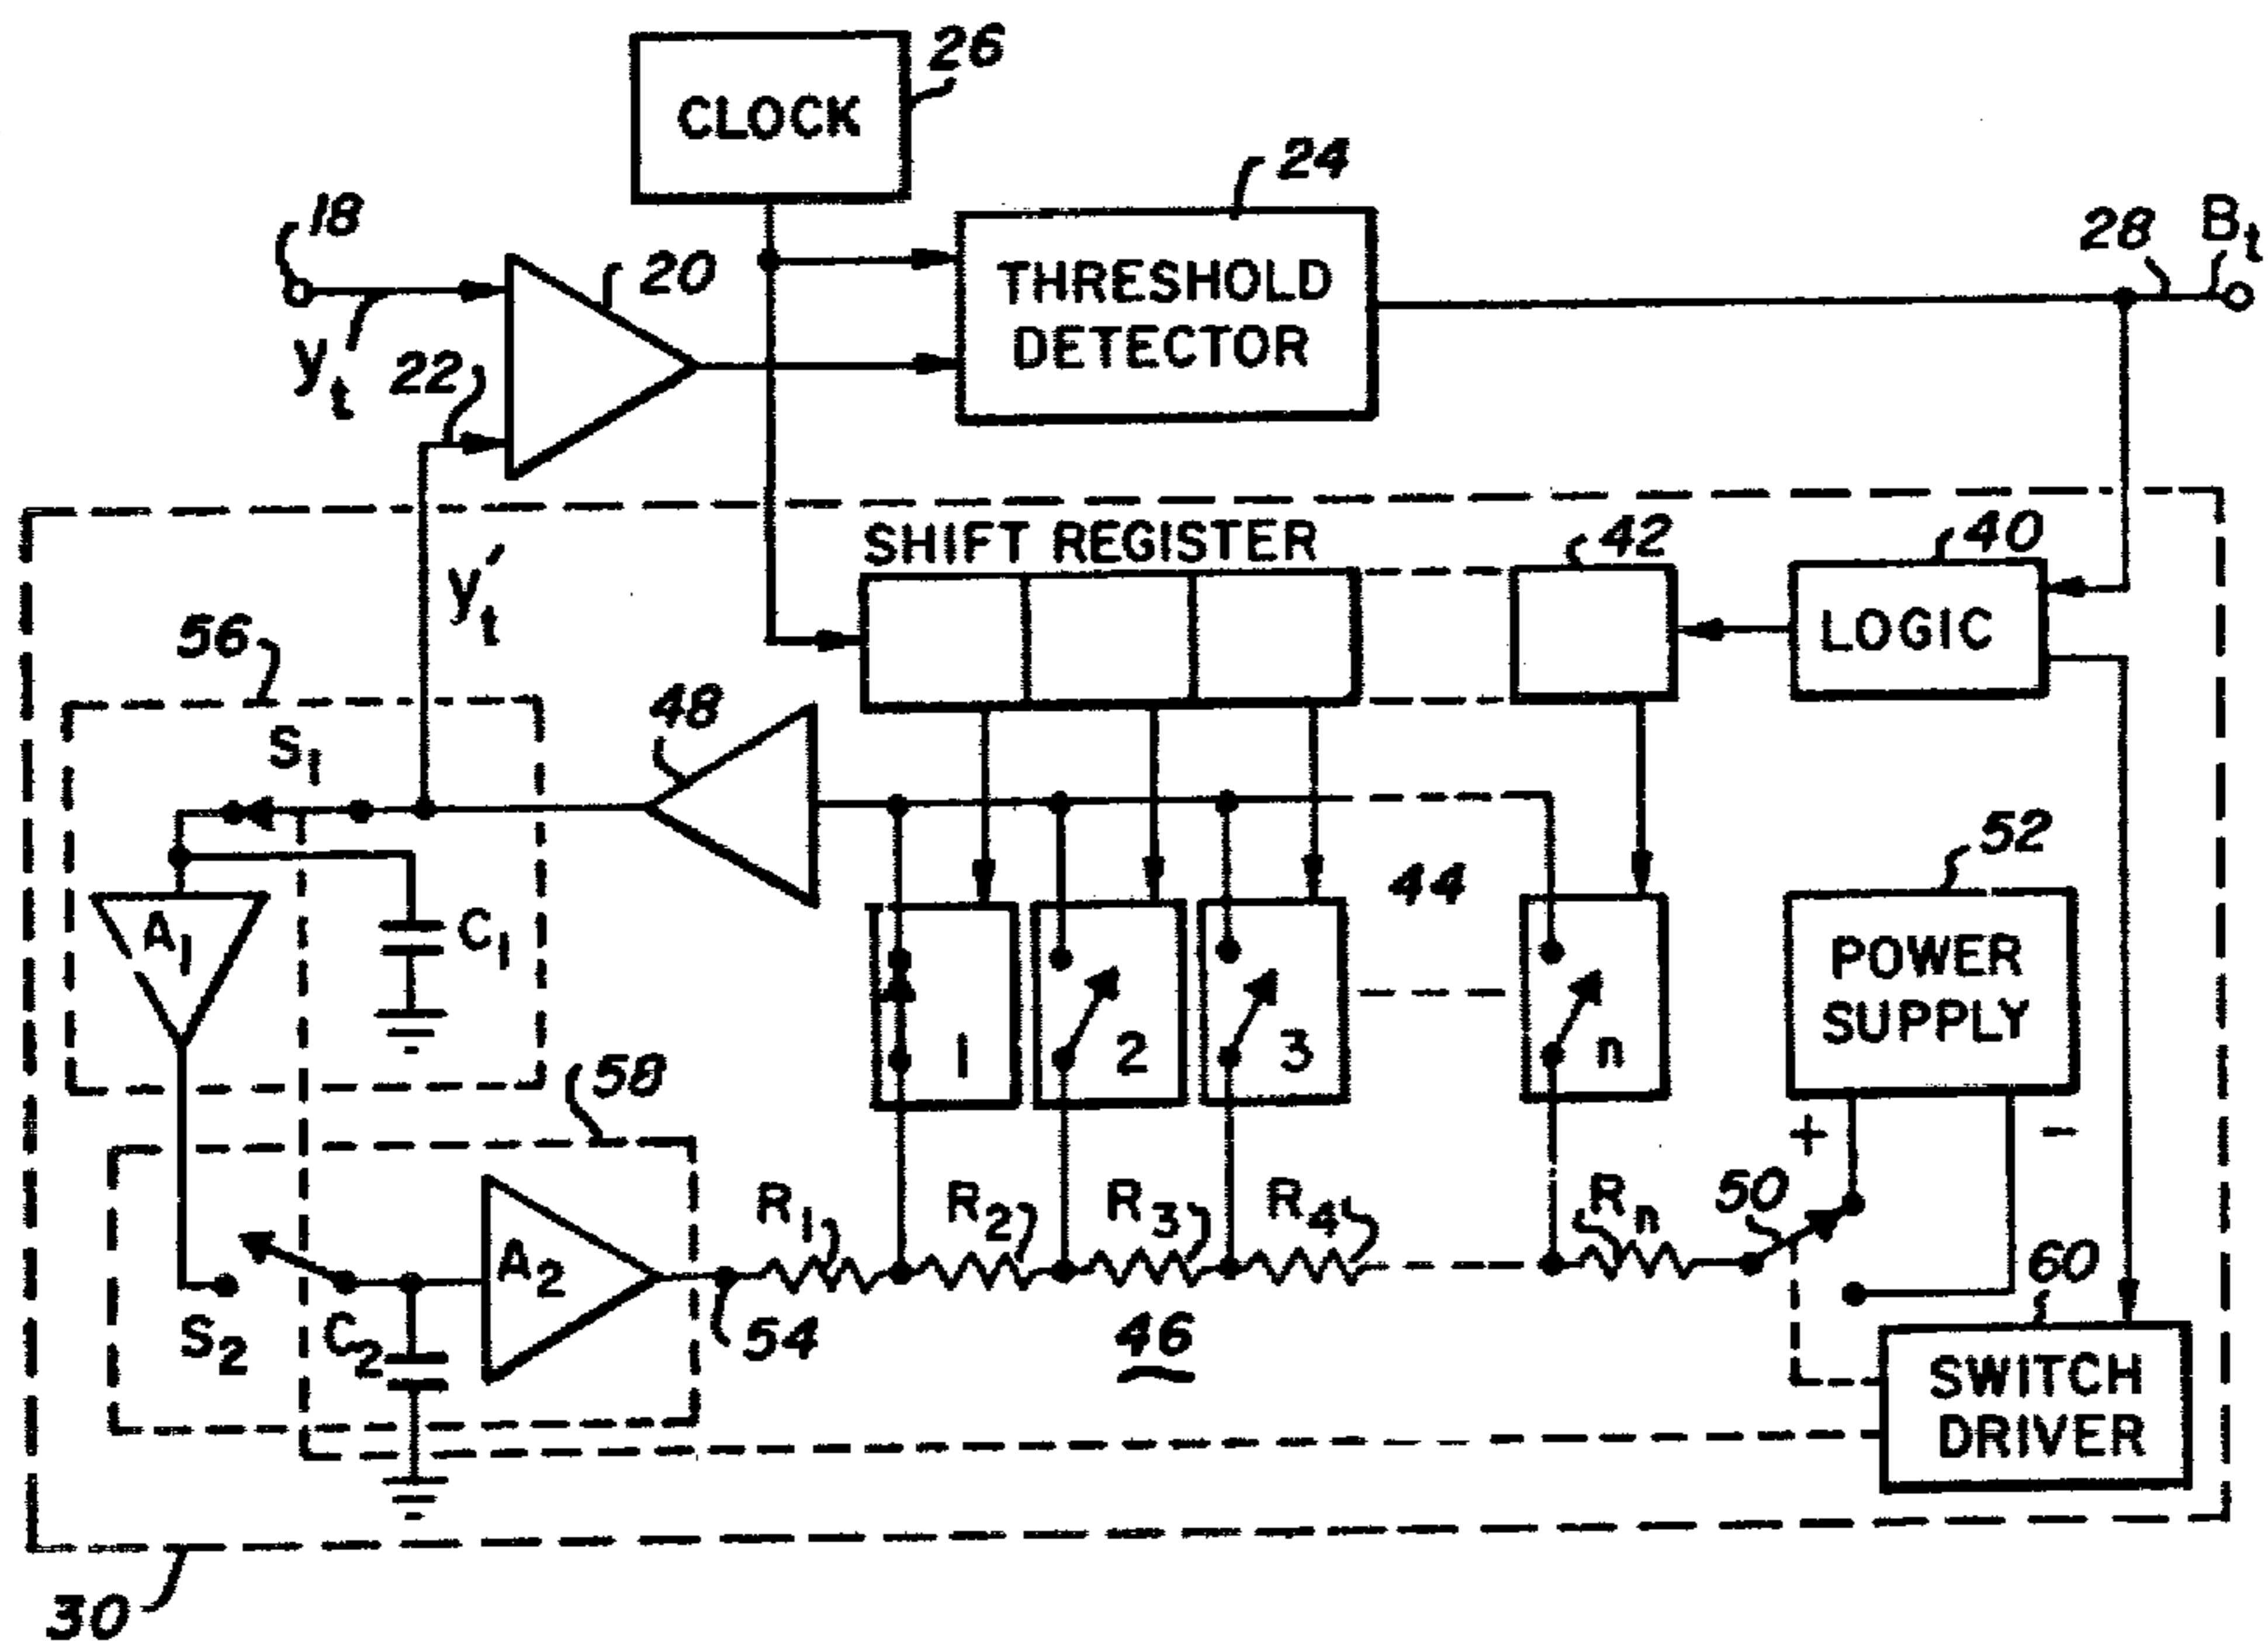 CLOCK
26
24
18
20
THRESHOLD
DETECTOR
28
Bt
yt
22
SHIFT REGISTER
42
40
LOGIC
y't
56
48
S1
52
44
A1
C1
POWER
SUPPLY
1
2
3
n
58
+
-
R1
R2
R3
R4
Rn
50
60
A2
S2
C2
54
46
SWITCH
DRIVER
30